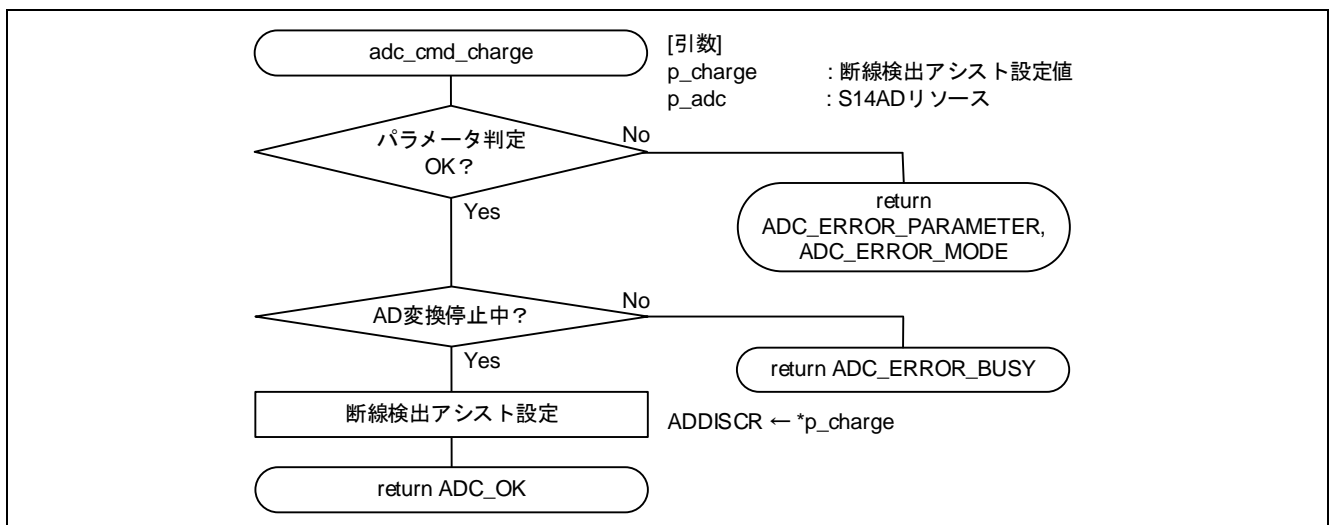 adc_cmd_charge
[引数]
p_charge : 断線検出アシスト設定値
p_adc : S14ADリソース
パラメータ判定
OK？
No
Yes
return
ADC_ERROR_PARAMETER,
ADC_ERROR_MODE
AD変換停止中？
No
Yes
return ADC_ERROR_BUSY
断線検出アシスト設定
ADDISCR ← *p_charge
return ADC_OK